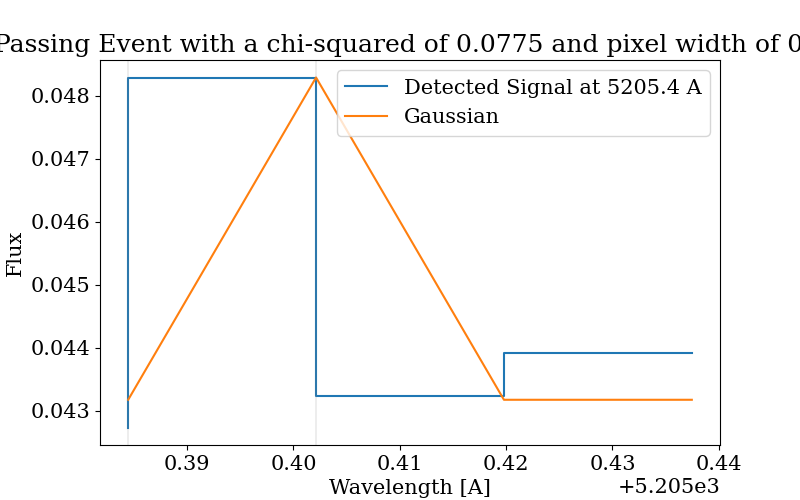 Passing Event with a chi-squared of 0.0775 and pixel width of 0
Detected Signal at 5205.4 A
Gaussian
0.048
0.047
0.046
0.045
0.044
0.043
Flux
0.39
0.40
0.41
0.42
0.43
0.44
+5.205e3
Wavelength [A]